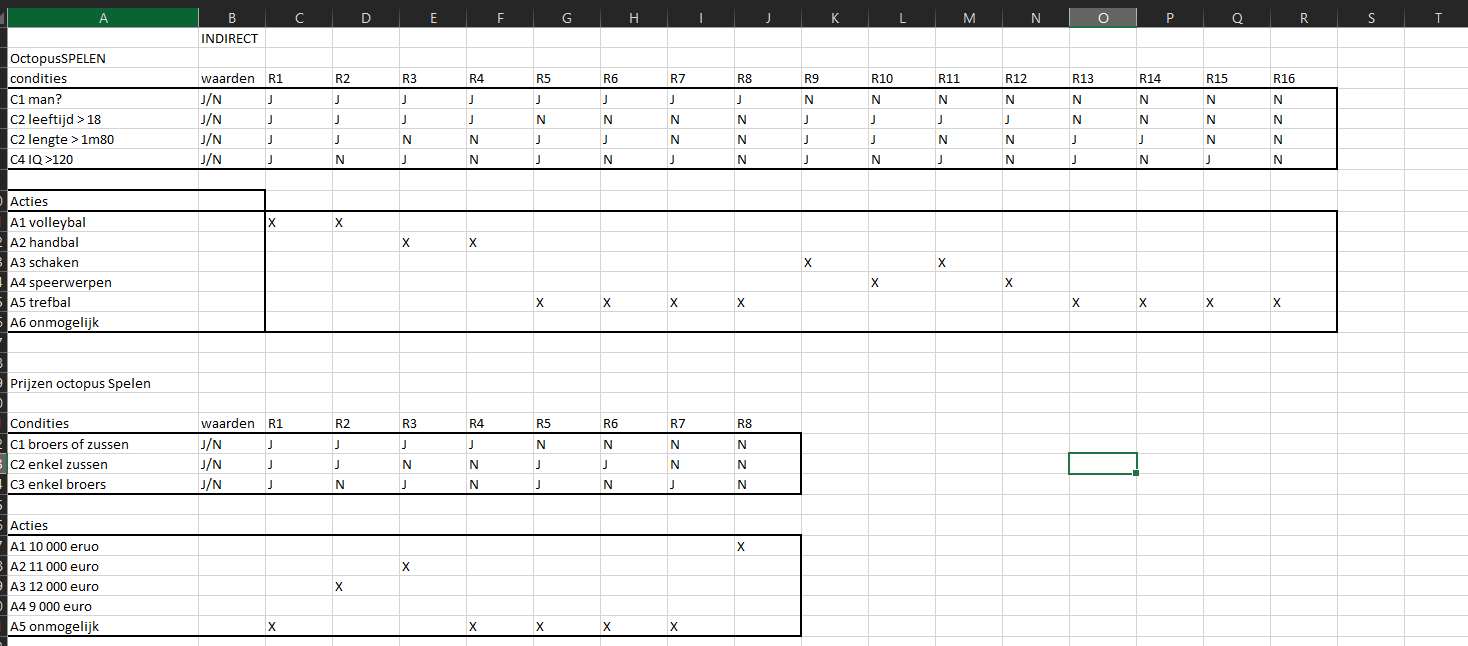 A B C D E F G H I J K L M N O P Q R S T
INDIRECT
OctopusSPELEN
condities waarden R1 R2 R3 R4 R5 R6 R7 R8 R9 R10 R11 R12 R13 R14 R15 R16
C1 man? J/N J J J J J J J J N N N N N N N N
C2 leeftijd > 18 J/N J J J J N N N N J J J J N N N N
C2 lengte > 1m80 J/N J J N N J J N N J J N N J J N N
C4 IQ >120 J/N J N J N J N J N J N J N J N J N
Acties
A1 volleybal X X
A2 handbal X X
A3 schaken X X
A4 speerwerpen X X
A5 trefbal X X X X X X X X
A6 onmogelijk
Prijzen octopus Spelen
Condities waarden R1 R2 R3 R4 R5 R6 R7 R8
C1 broers of zussen J/N J J J J N N N N
C2 enkel zussen J/N J J N N J J N N
C3 enkel broers J/N J N J N J N J N
Acties
A1 10 000 eruo X
A2 11 000 euro X
A3 12 000 euro X
A4 9 000 euro
A5 onmogelijk X X X X X